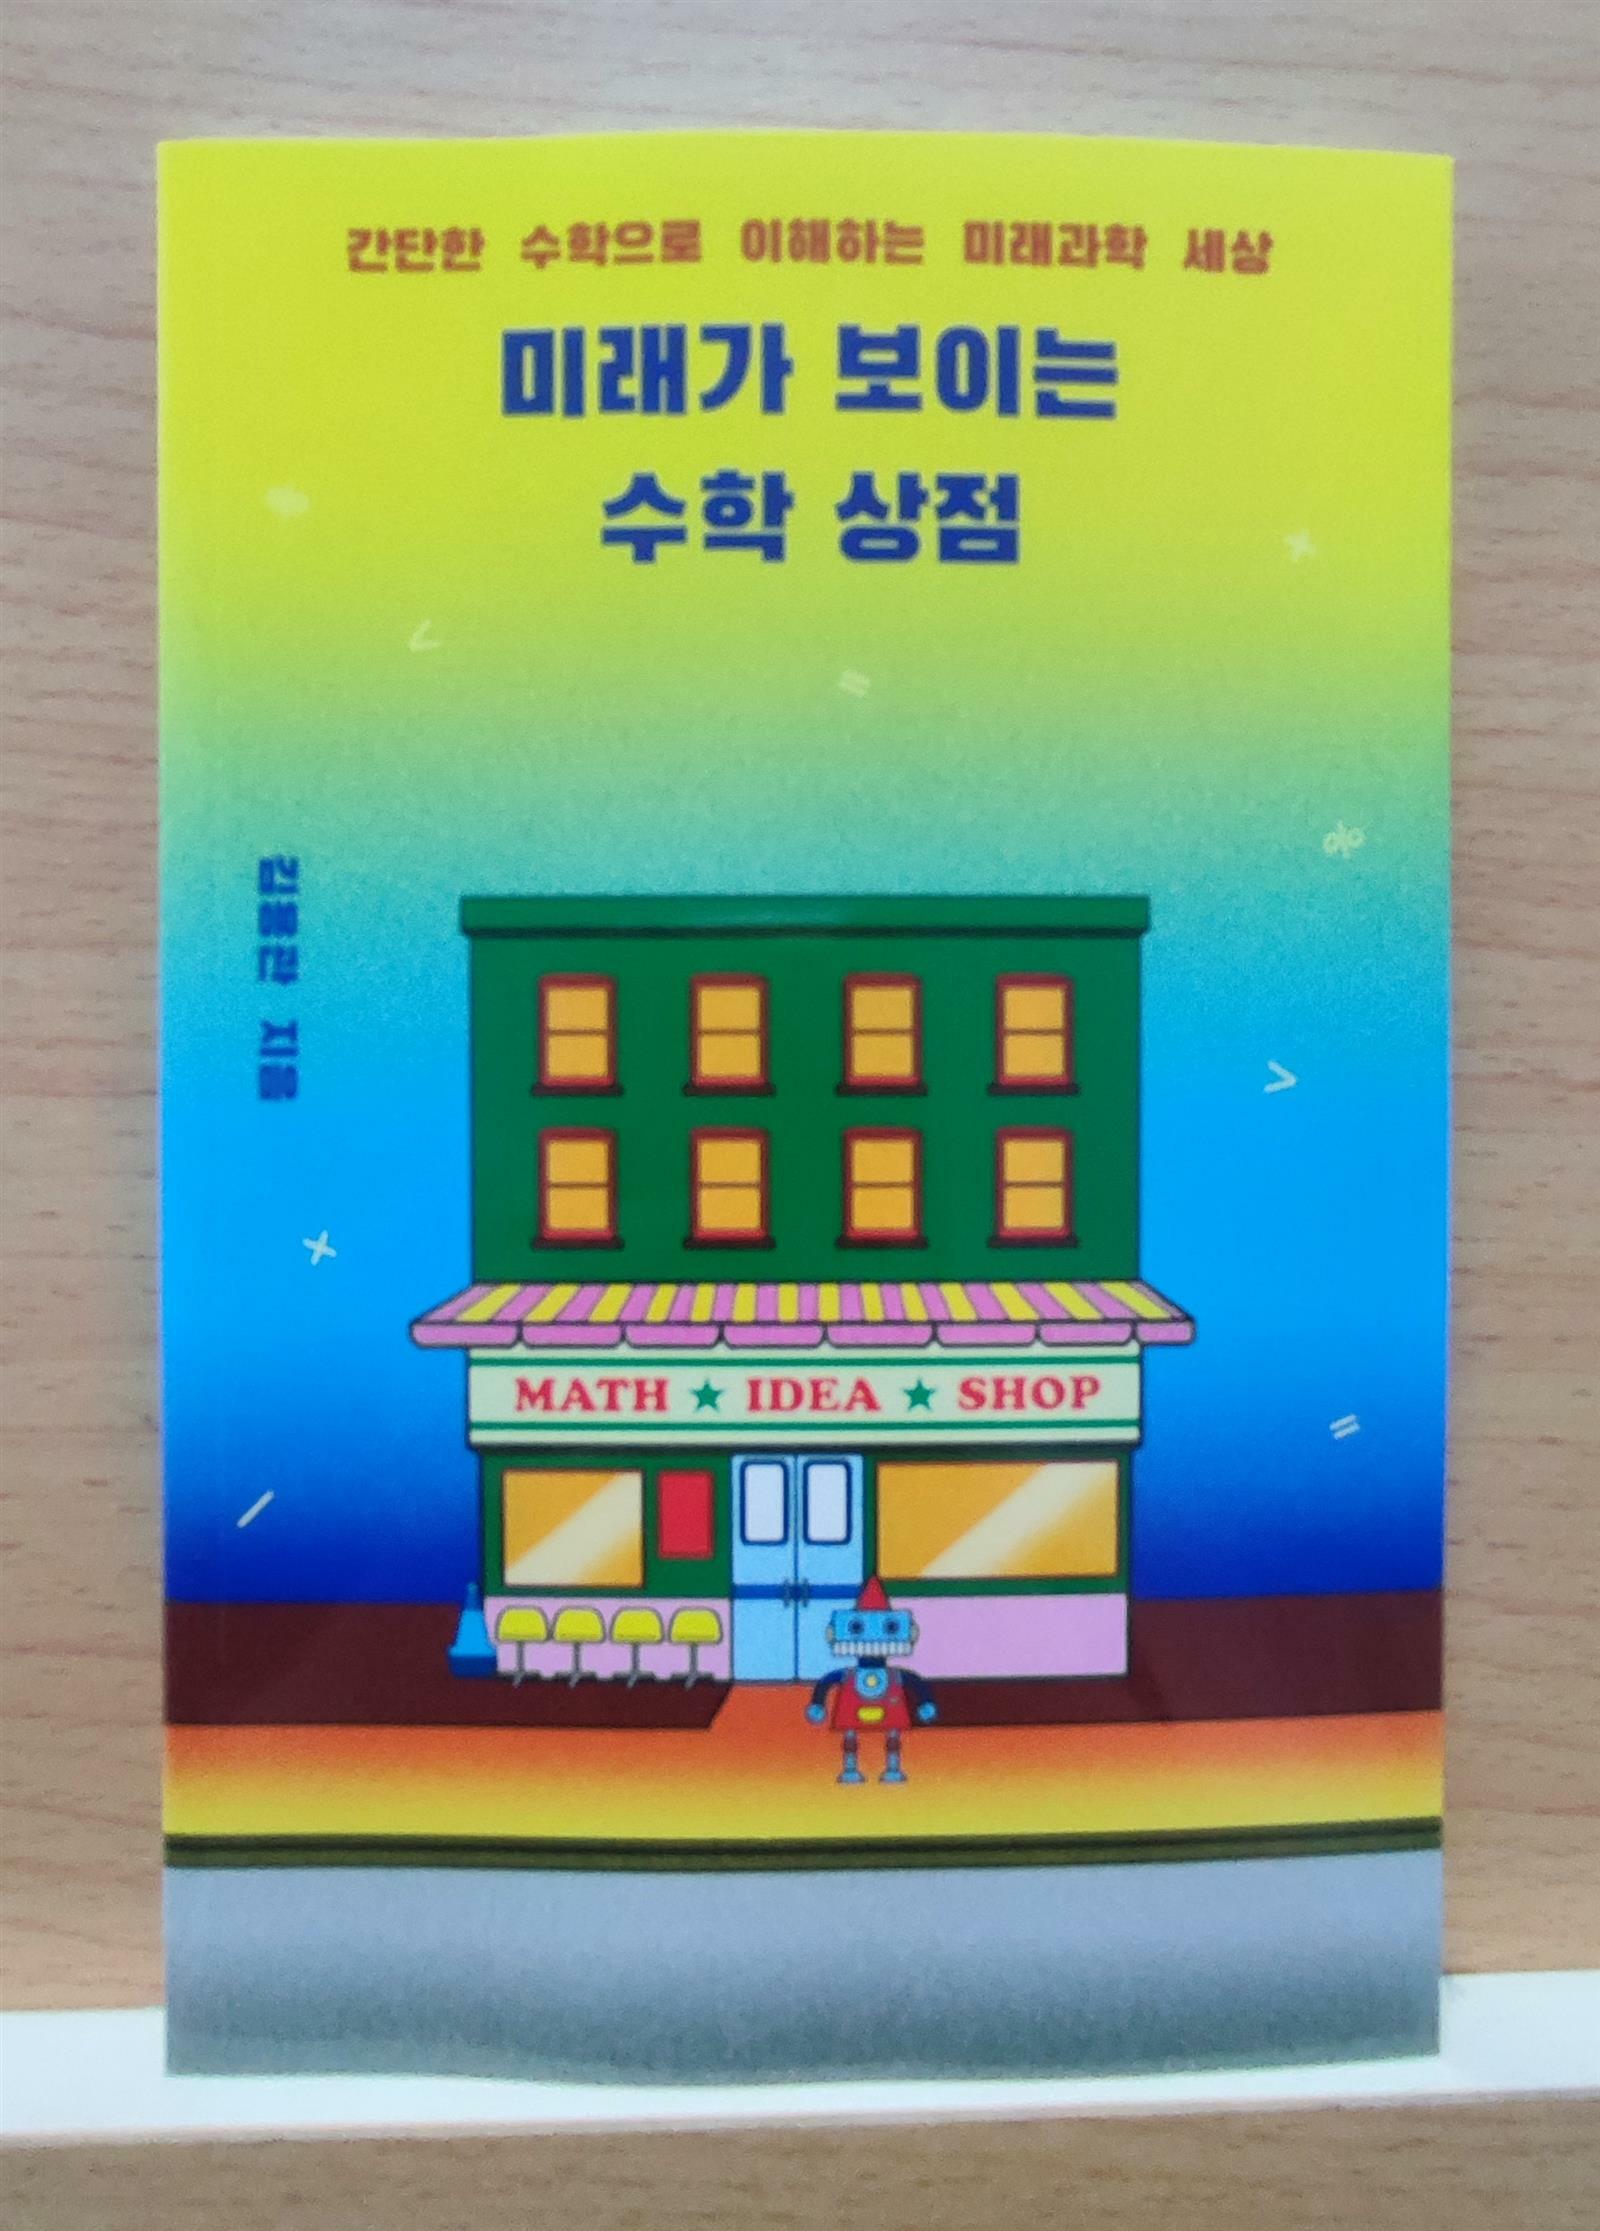 간단한 수학으로 이해하는 미래과학 세상
미래가 보이는
수학 상점
김용관 지음
MATH ★ IDEA ★ SHOP